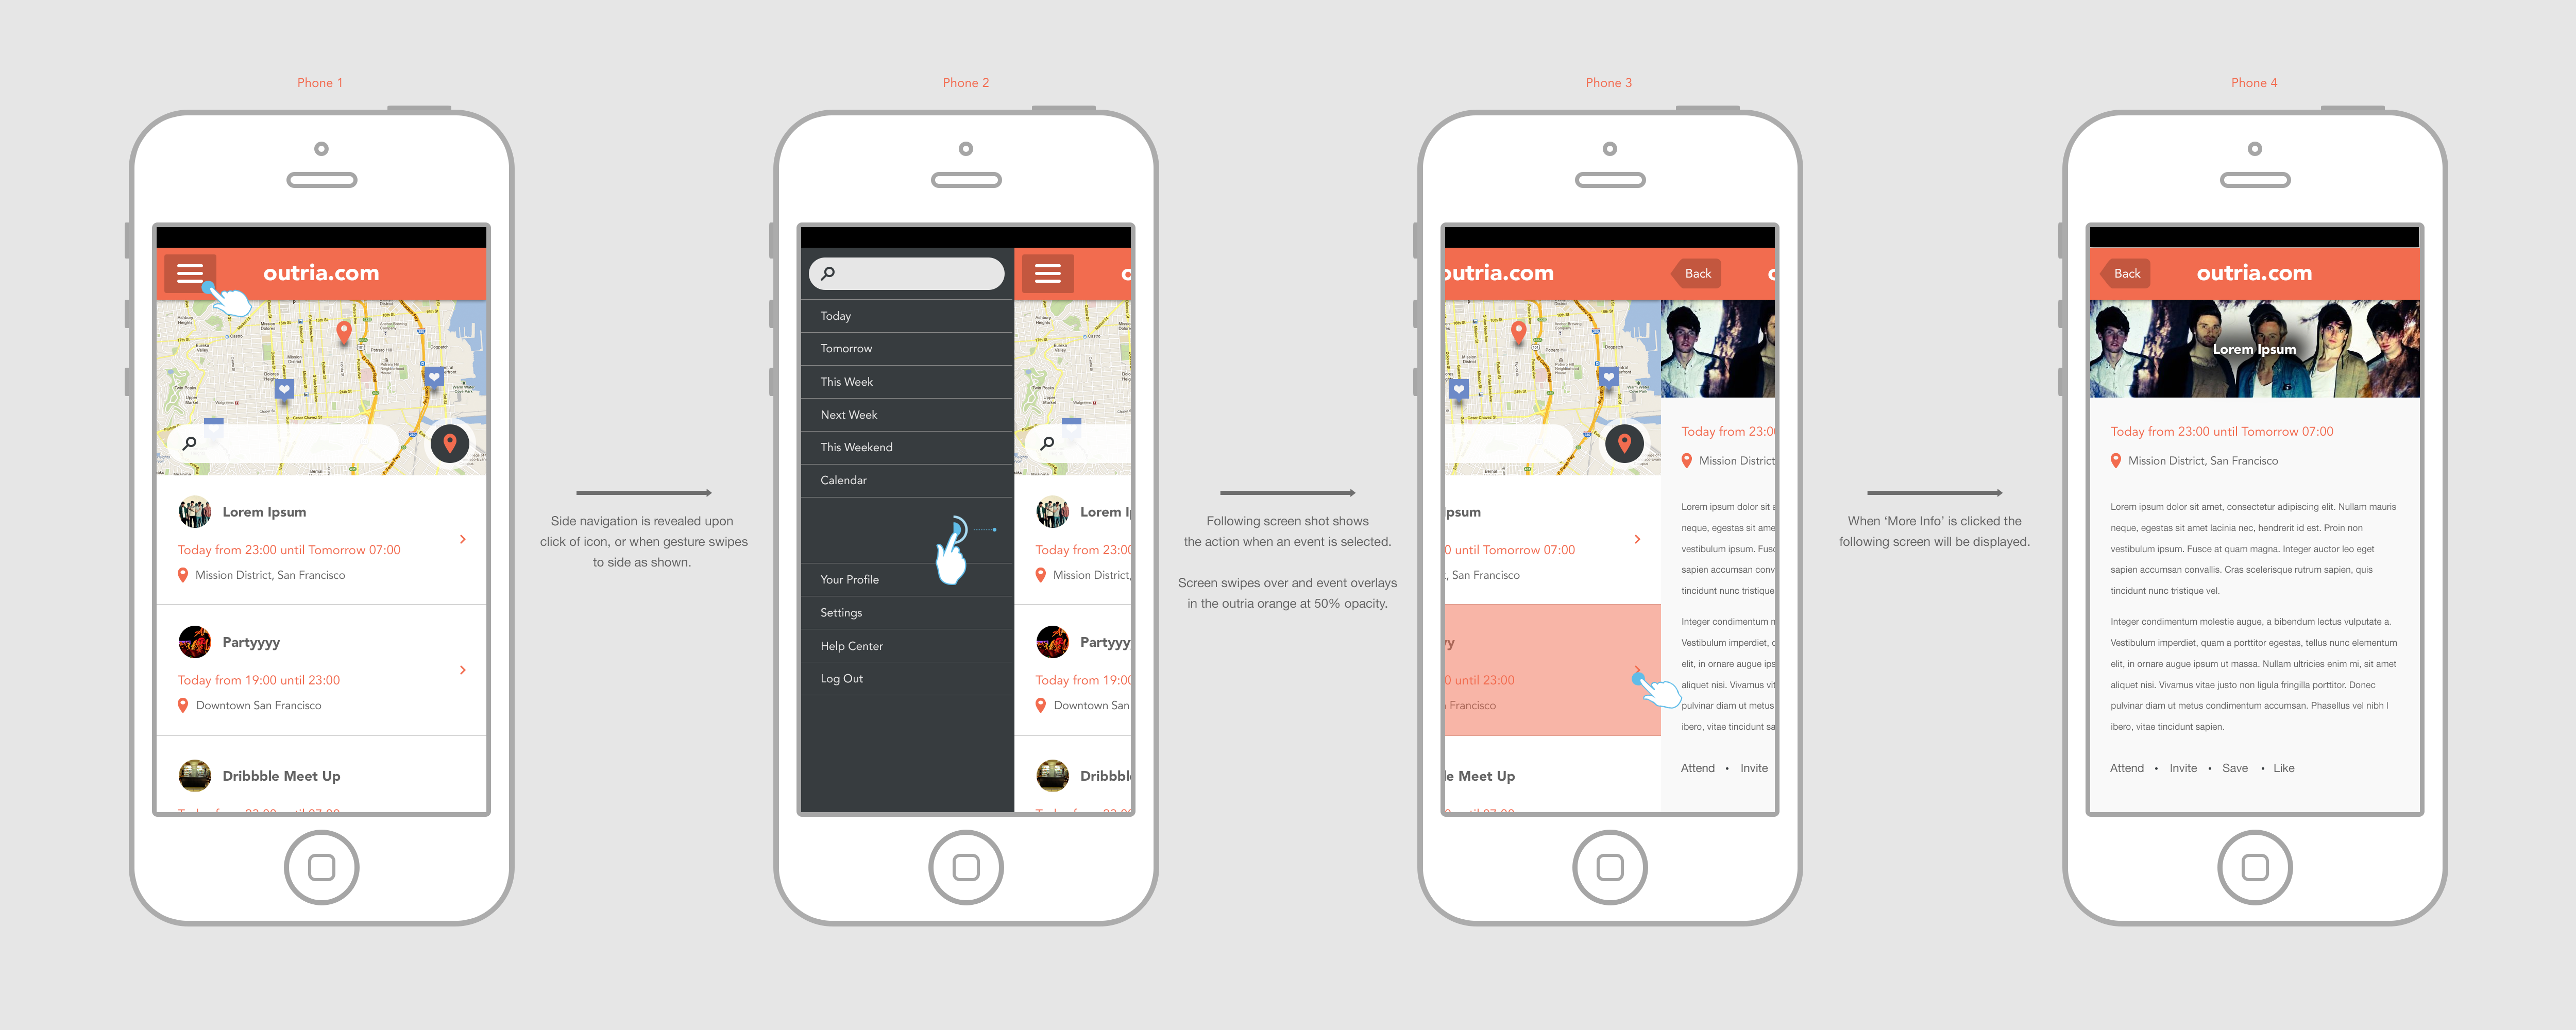 Phone 1
outria.com
Lorem Ipsum
Today from 23:00 until Tomorrow 07:00
Mission District, San Francisco
Partyyyy
Today from 19:00 until 23:00
Downtown San Francisco
Dribbble Meet Up
Side navigation is revealed upon
click of icon, or when gesture swipes
to side as shown.
Phone 2
Today
Tomorrow
This Week
Next Week
This Weekend
Calendar
Your Profile
Settings
Help Center
Log Out
Lorem I
Today from 23:00
Mission District,
Partyyy
Today from 19:00
Downtown San
Dribbbl
Following screen shot shows
the action when an event is selected.
Screen swipes over and event overlays
in the outria orange at 50% opacity.
Phone 3
outria.com
psum
0 until Tomorrow 07:00
, San Francisco
yy
0 until 23:00
Francisco
le Meet Up
Back
Today from 23:0
Mission District
Lorem ipsum dolor sit a
neque, egestas sit ame
vestibulum ipsum. Fusc
sapien accumsan conv
tincidunt nunc tristique
Integer condimentum n
Vestibulum imperdiet, c
elit, in ornare augue ips
aliquet nisi. Vivamus vit
pulvinar diam ut metus
ibero, vitae tincidunt sa
Attend • Invite
When ‘More Info’ is clicked the
following screen will be displayed.
Phone 4
Back
outria.com
Lorem Ipsum
Today from 23:00 until Tomorrow 07:00
Mission District, San Francisco
Lorem ipsum dolor sit amet, consectetur adipiscing elit. Nullam mauris
neque, egestas sit amet lacinia nec, hendrerit id est. Proin non
vestibulum ipsum. Fusce at quam magna. Integer auctor leo eget
sapien accumsan convallis. Cras scelerisque rutrum sapien, quis
tincidunt nunc tristique vel.
Integer condimentum molestie augue, a bibendum lectus vulputate a.
Vestibulum imperdiet, quam a porttitor egestas, tellus nunc elementum
elit, in ornare augue ipsum ut massa. Nullam ultricies enim mi, sit amet
aliquet nisi. Vivamus vitae justo non ligula fringilla porttitor. Donec
pulvinar diam ut metus condimentum accumsan. Phasellus vel nibh l
ibero, vitae tincidunt sapien.
Attend • Invite • Save • Like